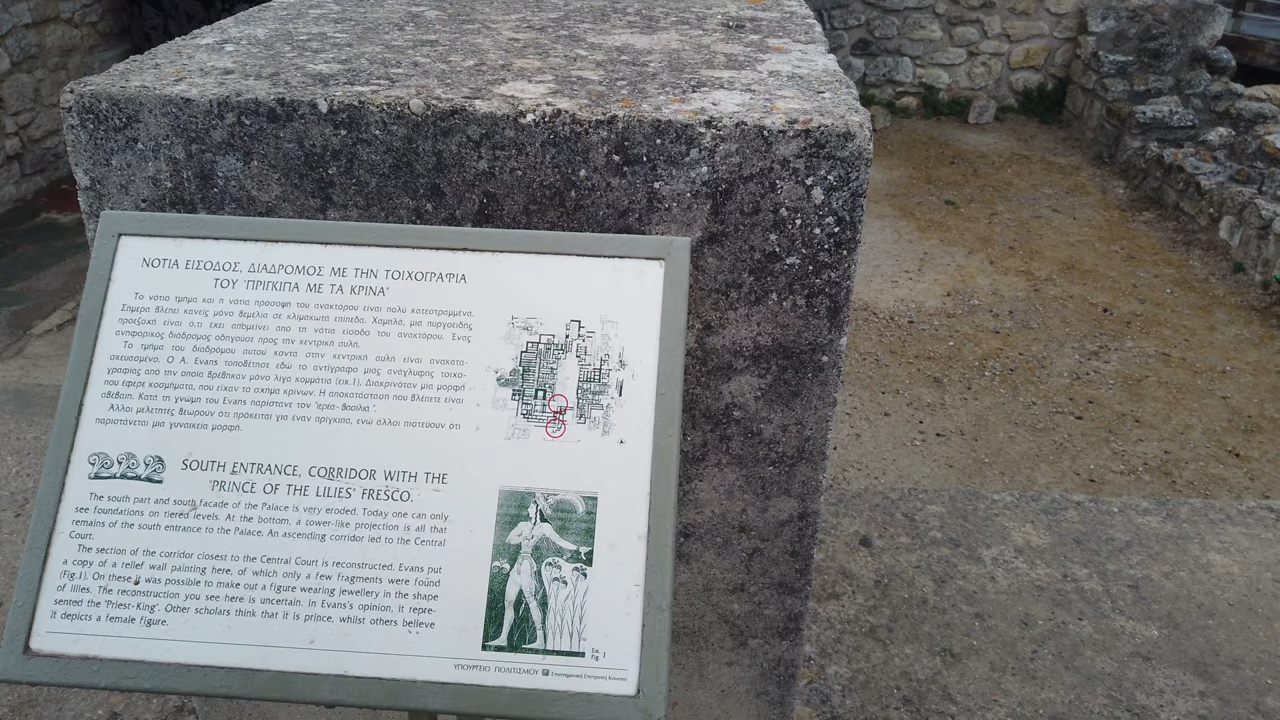 ΝΟΤΙΑ ΕΙΣΟΔΟΣ, ΔΙΑΔΡΟΜΟΣ ΜΕ ΤΗΝ ΤΟΙΧΟΓΡΑΦΙΑ
ΤΟΥ "ΠΡΙΓΚΙΠΑ ΜΕ ΤΑ ΚΡΙΝΑ"
Το νότιο τμήμα και η νότια πρόσοψη του ανακτόρου είναι πολύ κατεστραμμένα.
Σήμερα βλέπει κανείς μόνο θεμέλια σε κλιμακωτά επίπεδα. Χαμηλά, μια πυργοειδής
προεξοχή είναι ό,τι έχει απομείνει από τη νότια είσοδο του ανακτόρου. Ένας
ανηφορικός διάδρομος οδηγούσε προς την κεντρική αυλή.
Το τμήμα του διαδρόμου αυτού κοντά στην κεντρική αυλή είναι ανακατα-
σκευασμένο. Ο Α. Evans τοποθέτησε εδώ το αντίγραφο μιας ανάγλυφης τοιχο-
γραφίας από την οποία βρέθηκαν μόνο λίγα κομμάτια (εικ.1). Διακρινόταν μια μορφή
που έφερε κοσμήματα, που είχαν το σχήμα κρίνων. Η αποκατάσταση που βλέπετε είναι
αβέβαιη. Κατά τη γνώμη του Evans παρίστανε τον "ιερέα- βασιλιά".
Άλλοι μελετητές θεωρούν ότι πρόκειται για έναν πρίγκιπα, ενώ άλλοι πιστεύουν ότι
παριστάνεται μια γυναικεία μορφή.
SOUTH ENTRANCE, CORRIDOR WITH THE
"PRINCE OF THE LILIES" FRESCO.
The south part and south facade of the Palace is very eroded. Today one can only
see foundations on tiered levels. At the bottom, a tower-like projection is all that
remains of the south entrance to the Palace. An ascending corridor led to the Central
Court.
The section of the corridor closest to the Central Court is reconstructed. Evans put
a copy of a relief wall painting here, of which only a few fragments were found
(Fig.1). On these it was possible to make out a figure wearing jewellery in the shape
of lilies. The reconstruction you see here is uncertain. In Evans's opinion, it repre-
sented the "Priest-King". Other scholars think that it is prince, whilst others believe
it depicts a female figure.
Εικ.
Fig. 1
ΥΠΟΥΡΓΕΙΟ ΠΟΛΙΤΙΣΜΟΥ Επιστημονική Επιτροπή Κνωσού